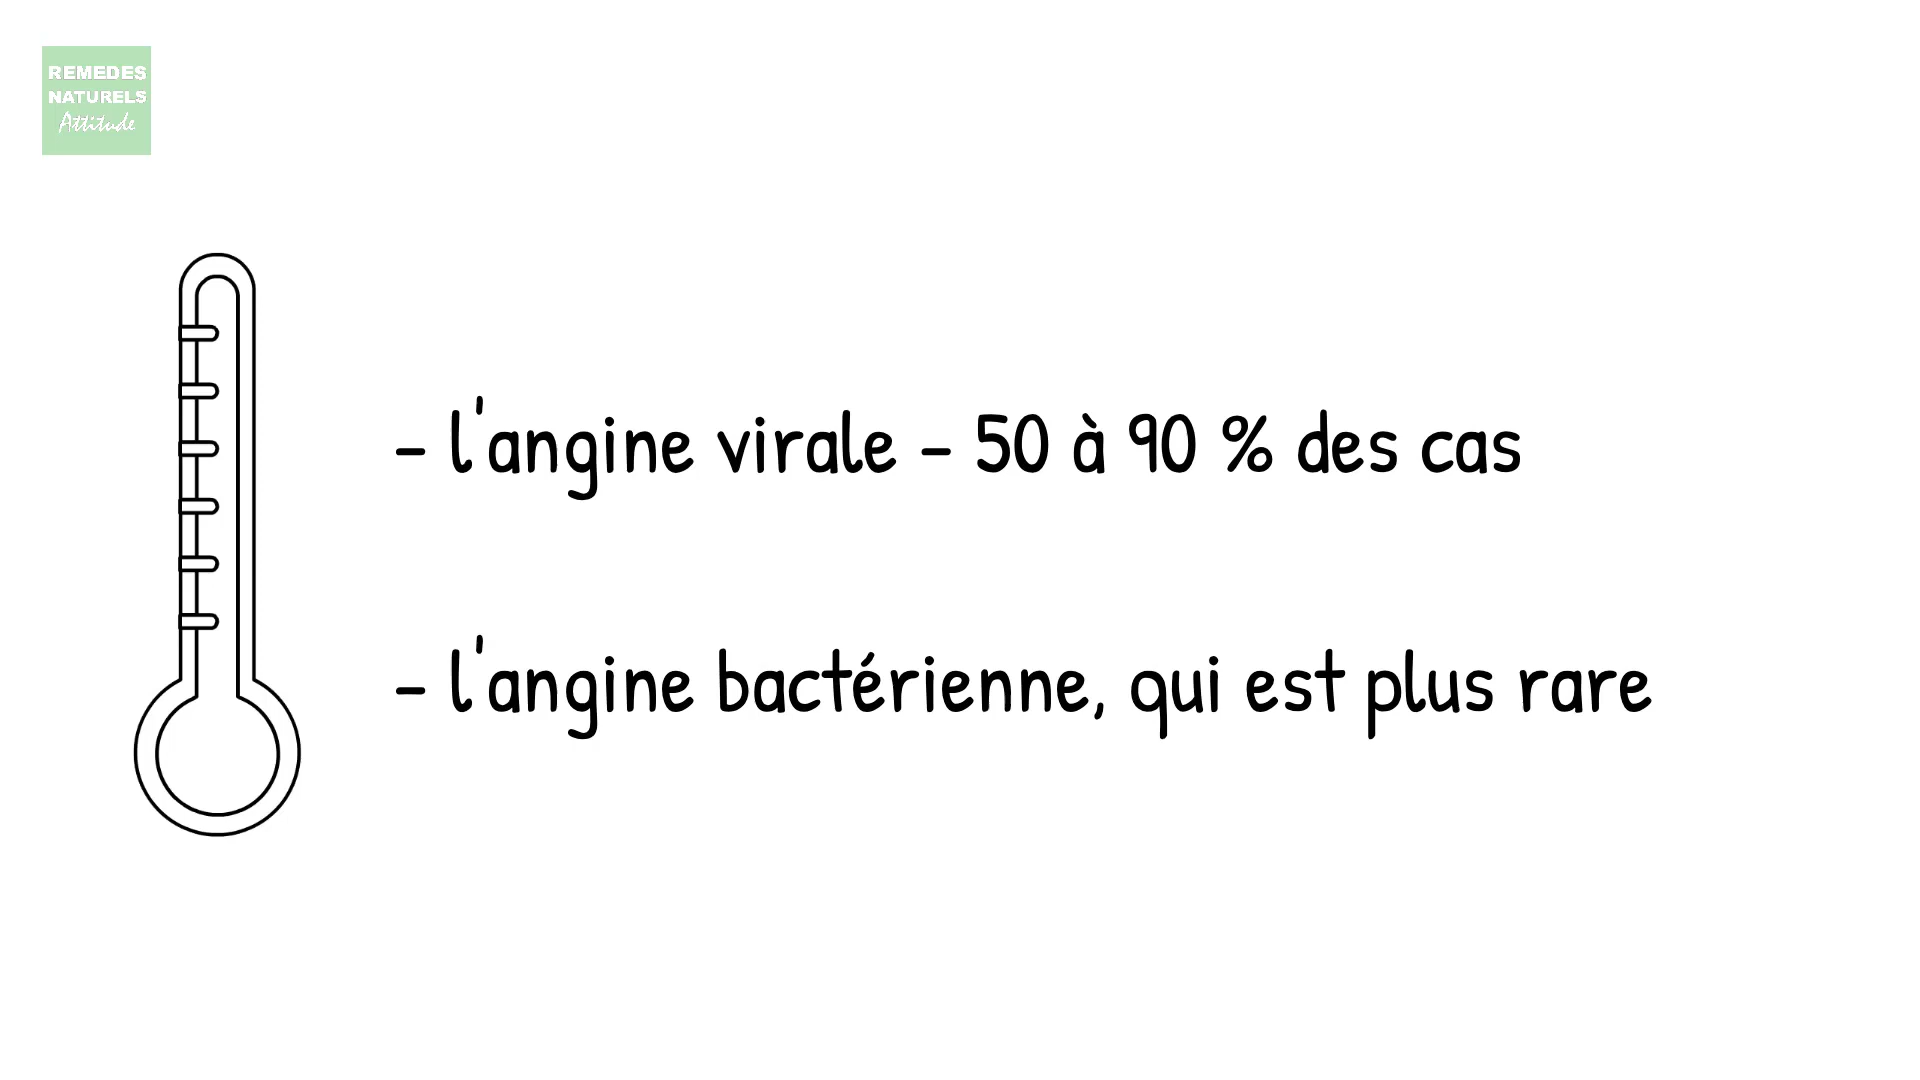 REMEDES
NATURELS
Attitude
- l'angine virale - 50 à 90 % des cas
- l'angine bactérienne, qui est plus rare